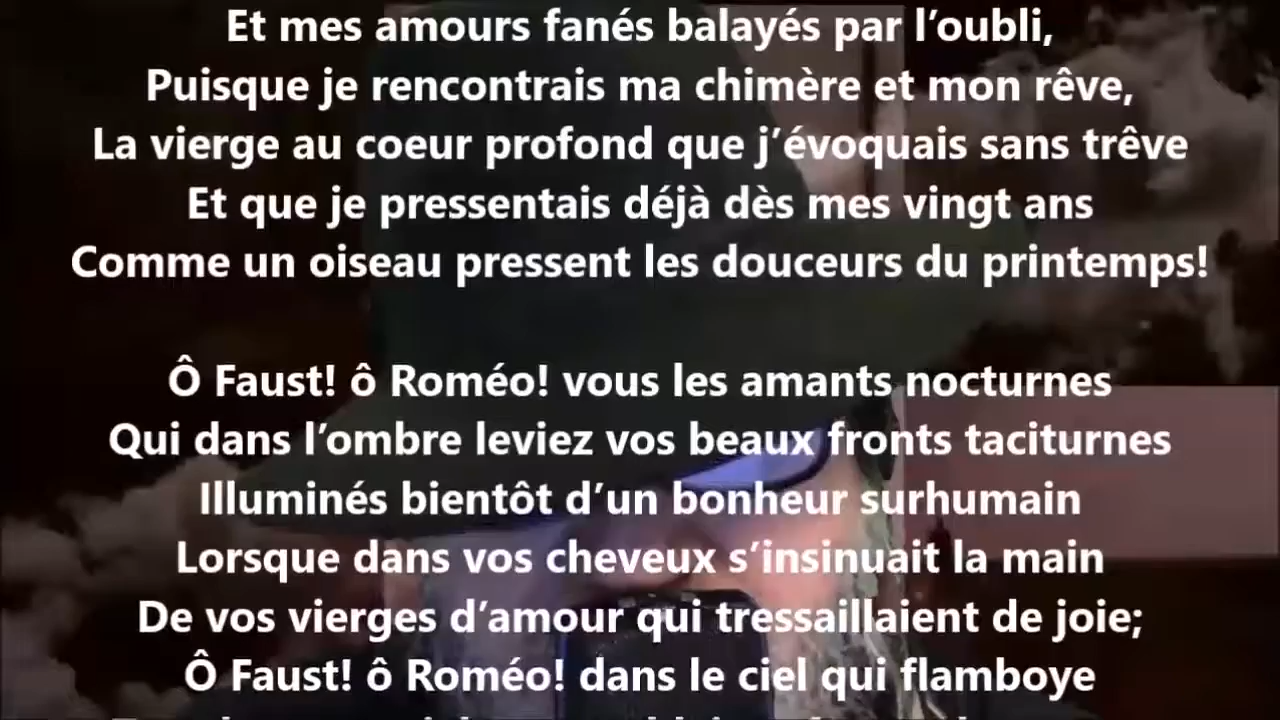 Et mes amours fanés balayés par l’oubli,
Puisque je rencontrais ma chimère et mon rêve,
La vierge au coeur profond que j’évoquais sans trêve
Et que je pressentais déjà dès mes vingt ans
Comme un oiseau pressent les douceurs du printemps!
Ô Faust! ô Roméo! vous les amants nocturnes
Qui dans l’ombre leviez vos beaux fronts taciturnes
Illuminés bientôt d’un bonheur surhumain
Lorsque dans vos cheveux s’insinuait la main
De vos vierges d’amour qui tressaillaient de joie;
Ô Faust! ô Roméo! dans le ciel qui flamboye